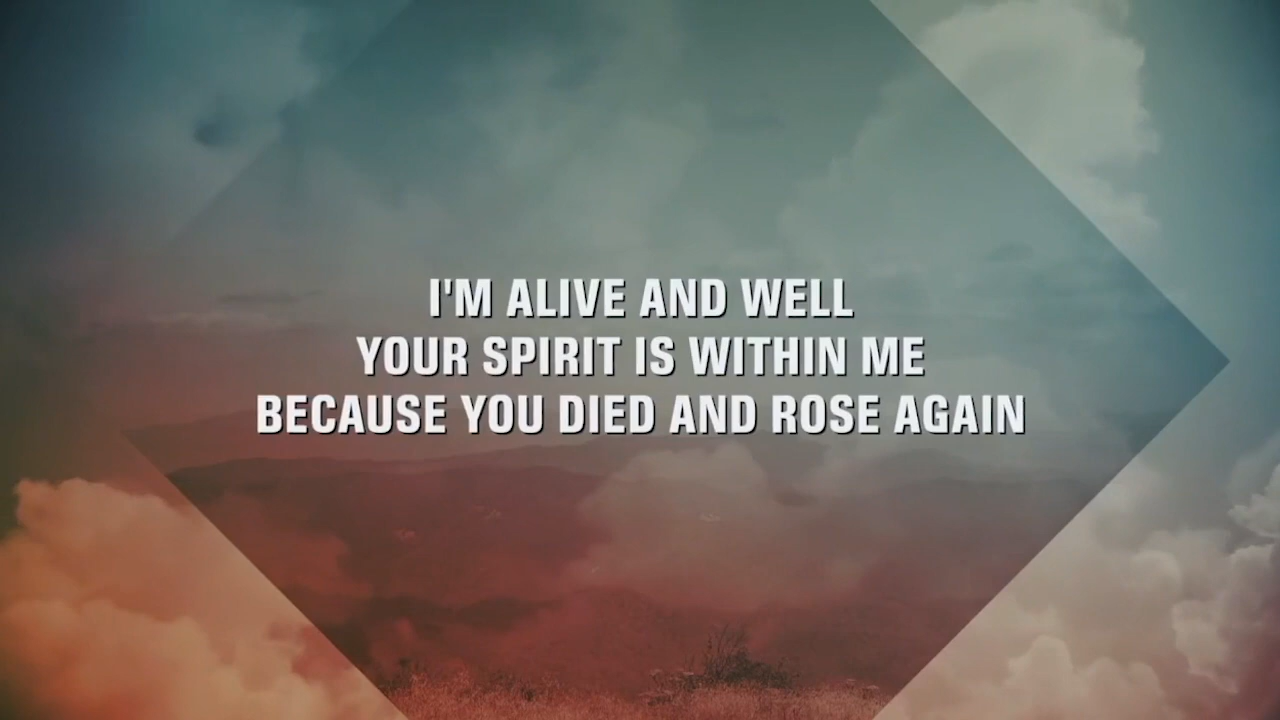 I'M ALIVE AND WELL
YOUR SPIRIT IS WITHIN ME
BECAUSE YOU DIED AND ROSE AGAIN